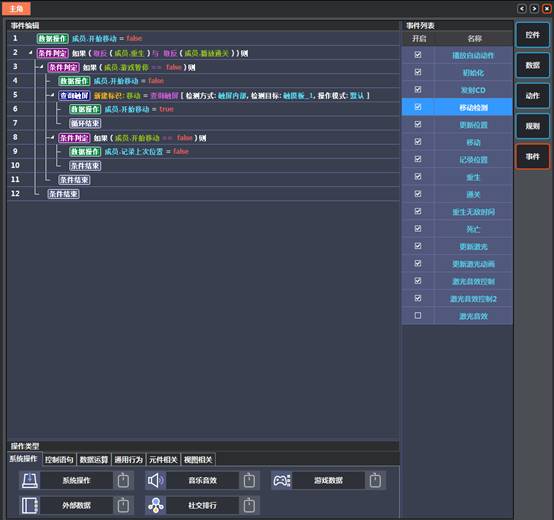 主角
事件编辑
1 数据操作 成员.开始移动 = false
2 条件判定 如果 ( 取反 ( 成员.重生 ) 与 取反 ( 成员.播放通关 ) ) 则
3 条件判定 如果 ( 成员.游戏暂停 == false ) 则
4 数据操作 成员.开始移动 = false
5 查询触屏 新建标识: 移动 = 查询触屏 [ 检测方式: 触屏内部, 检测目标: 触摸板_1, 操作模式: 默认 ]
6 数据操作 成员.开始移动 = true
7 循环结束
8 条件判定 如果 ( 成员.开始移动 == false ) 则
9 数据操作 成员.记录上次位置 = false
10 条件结束
11 条件结束
12 条件结束
事件列表
开启 名称
播放自动动作
初始化
发射CD
移动检测
更新位置
移动
记录位置
重生
通关
重生无敌时间
死亡
更新激光
更新激光动画
激光音效控制
激光音效控制2
激光音效
控件
数据
动作
规则
事件
操作类型
系统操作 控制语句 数据运算 通用行为 元件相关 视图相关
系统操作 音乐音效 游戏数据
外部数据 社交排行